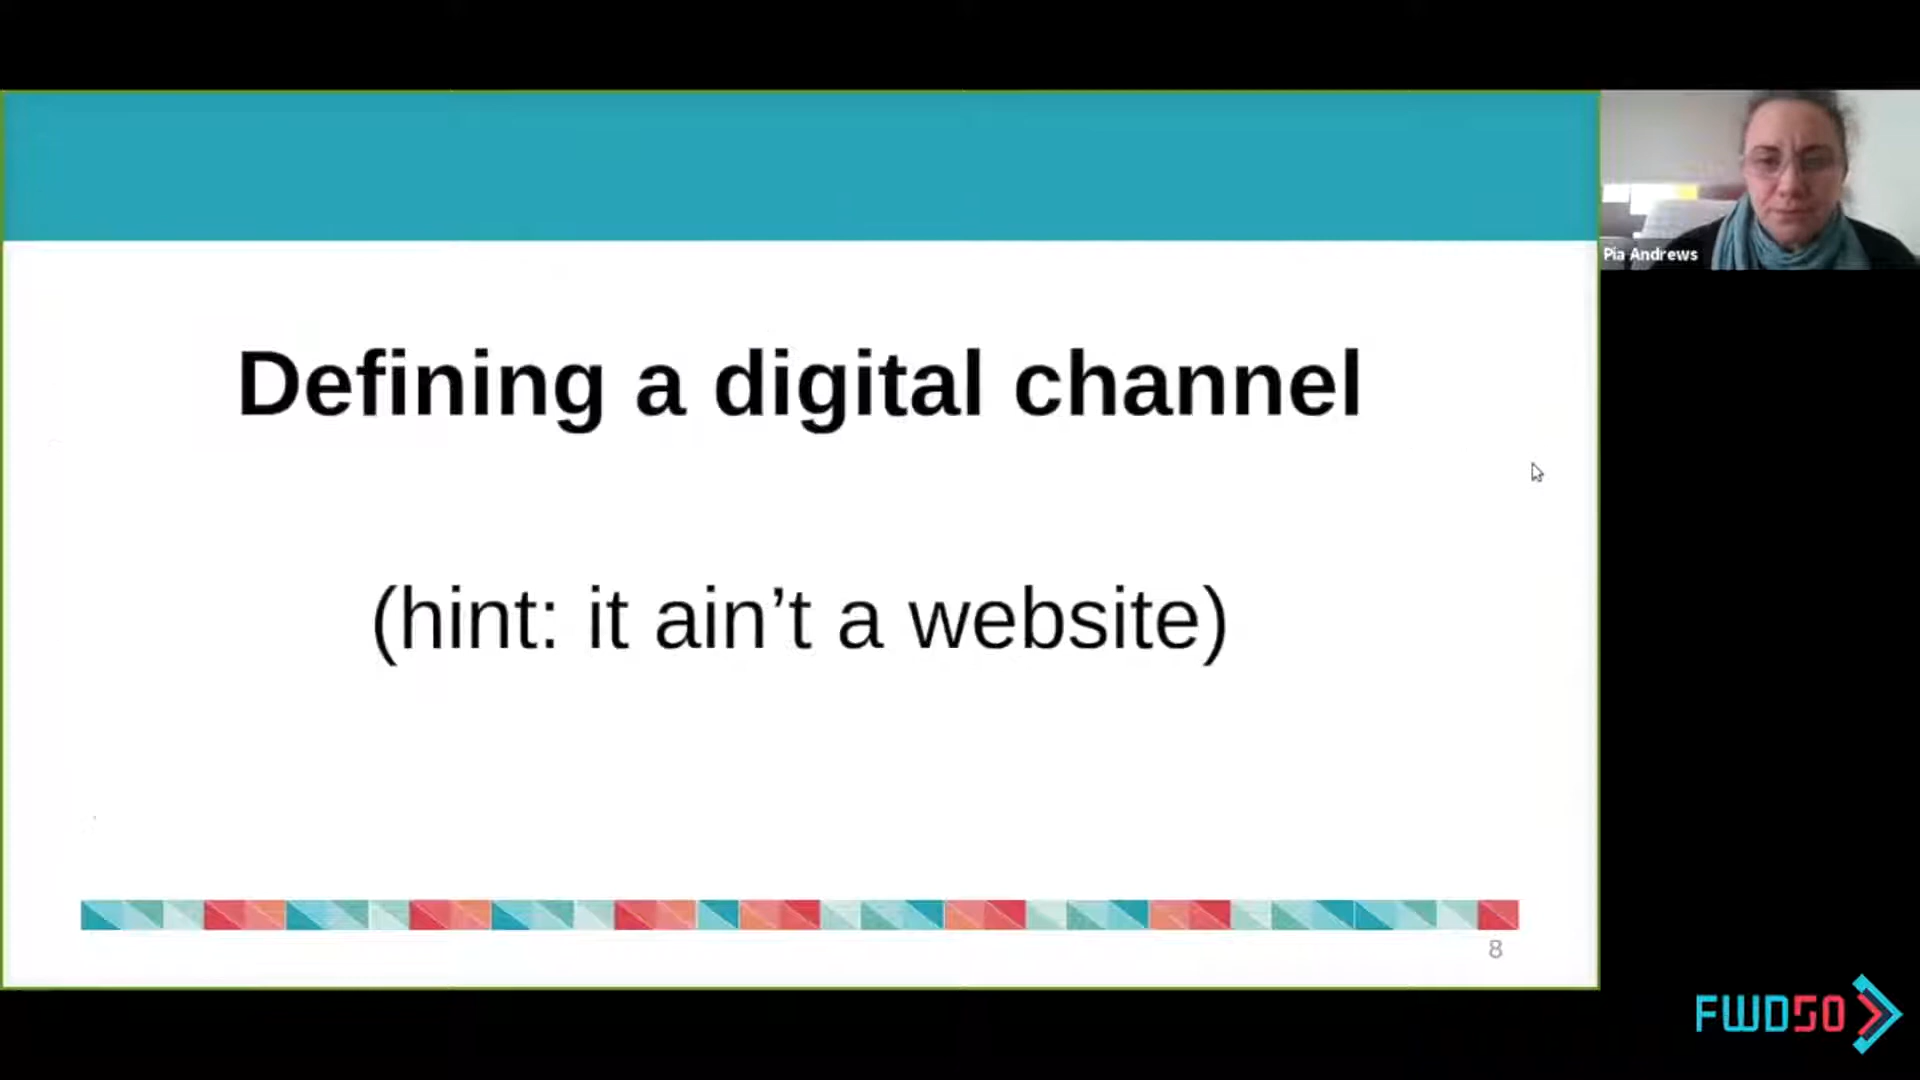 Pia Andrews
Defining a digital channel
(hint: it ain’t a website)
8
FWD50